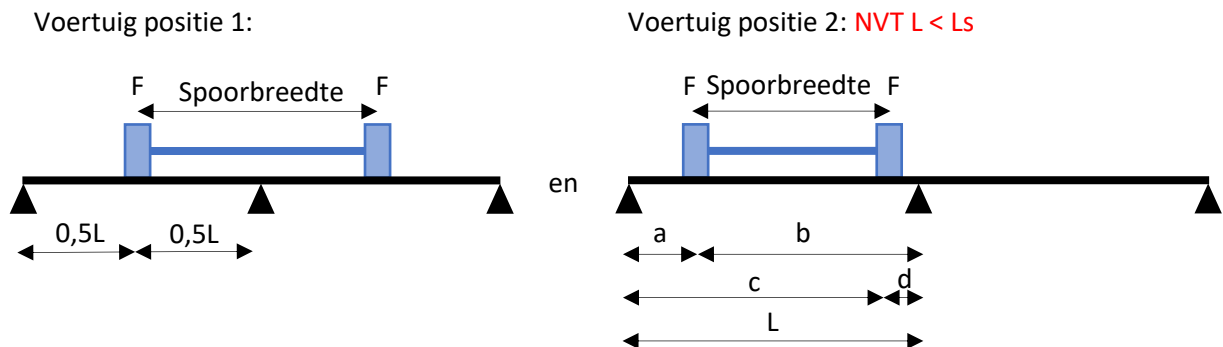 Voertuig positie 1:
F Spoorbreedte F
0,5L 0,5L
en
Voertuig positie 2: NVT L < Ls
F Spoorbreedte F
a b
c d
L